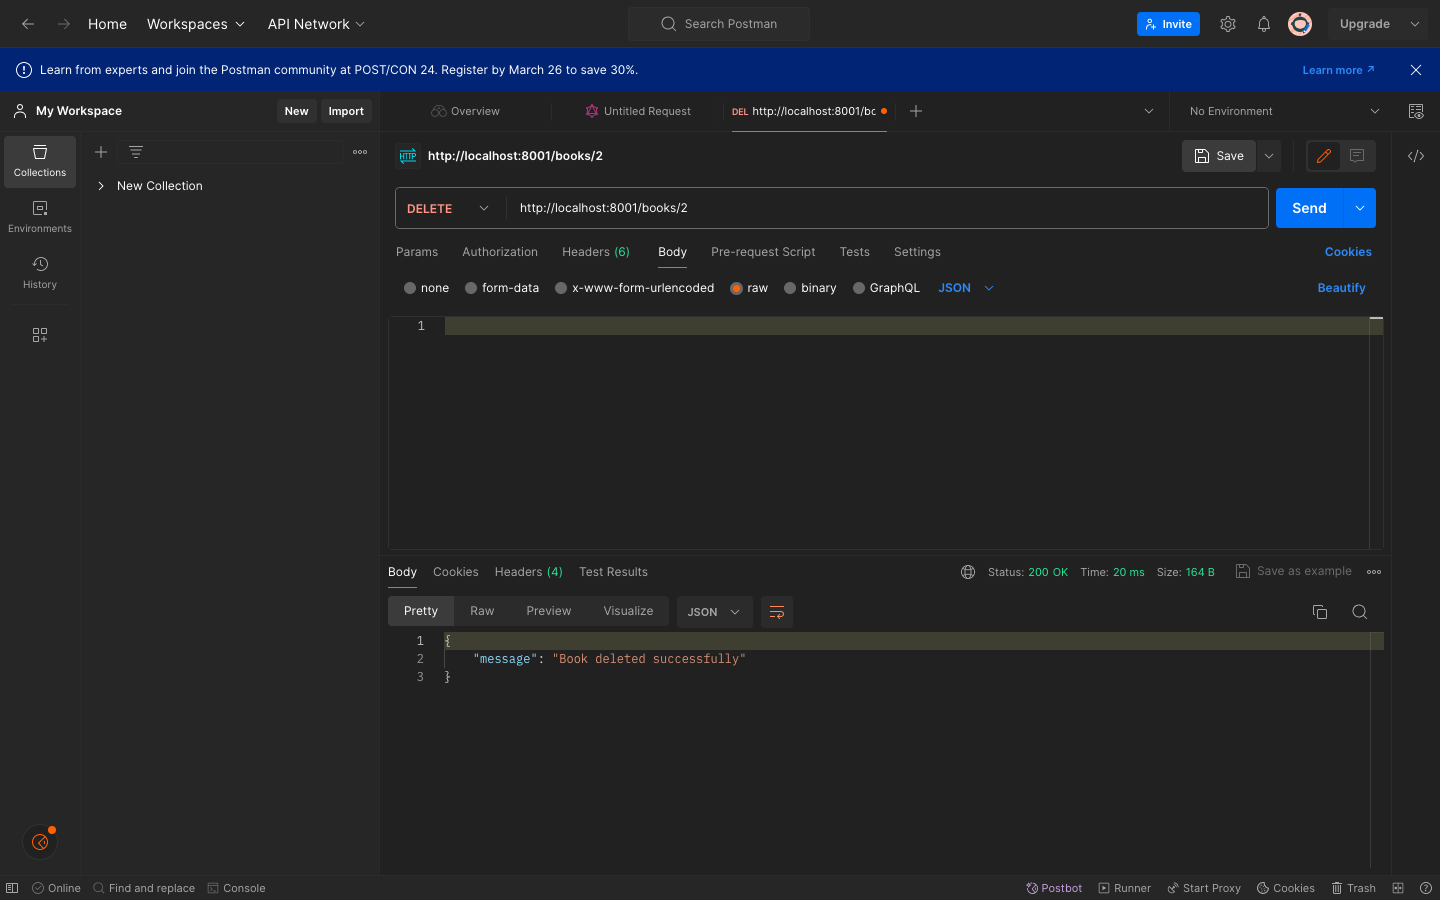 Home Workspaces API Network Search Postman Invite Upgrade
Learn from experts and join the Postman community at POST/CON 24. Register by March 26 to save 30%. Learn more
My Workspace New Import Overview Untitled Request DEL http://localhost:8001/bo No Environment
Collections
New Collection
Environments
History
HTTP http://localhost:8001/books/2 Save
DELETE http://localhost:8001/books/2 Send
Params Authorization Headers (6) Body Pre-request Script Tests Settings Cookies
none form-data x-www-form-urlencoded raw binary GraphQL JSON Beautify
1
Body Cookies Headers (4) Test Results Status: 200 OK Time: 20 ms Size: 164 B Save as example
Pretty Raw Preview Visualize JSON
1 {
2 "message": "Book deleted successfully"
3 }
Online Find and replace Console Postbot Runner Start Proxy Cookies Trash